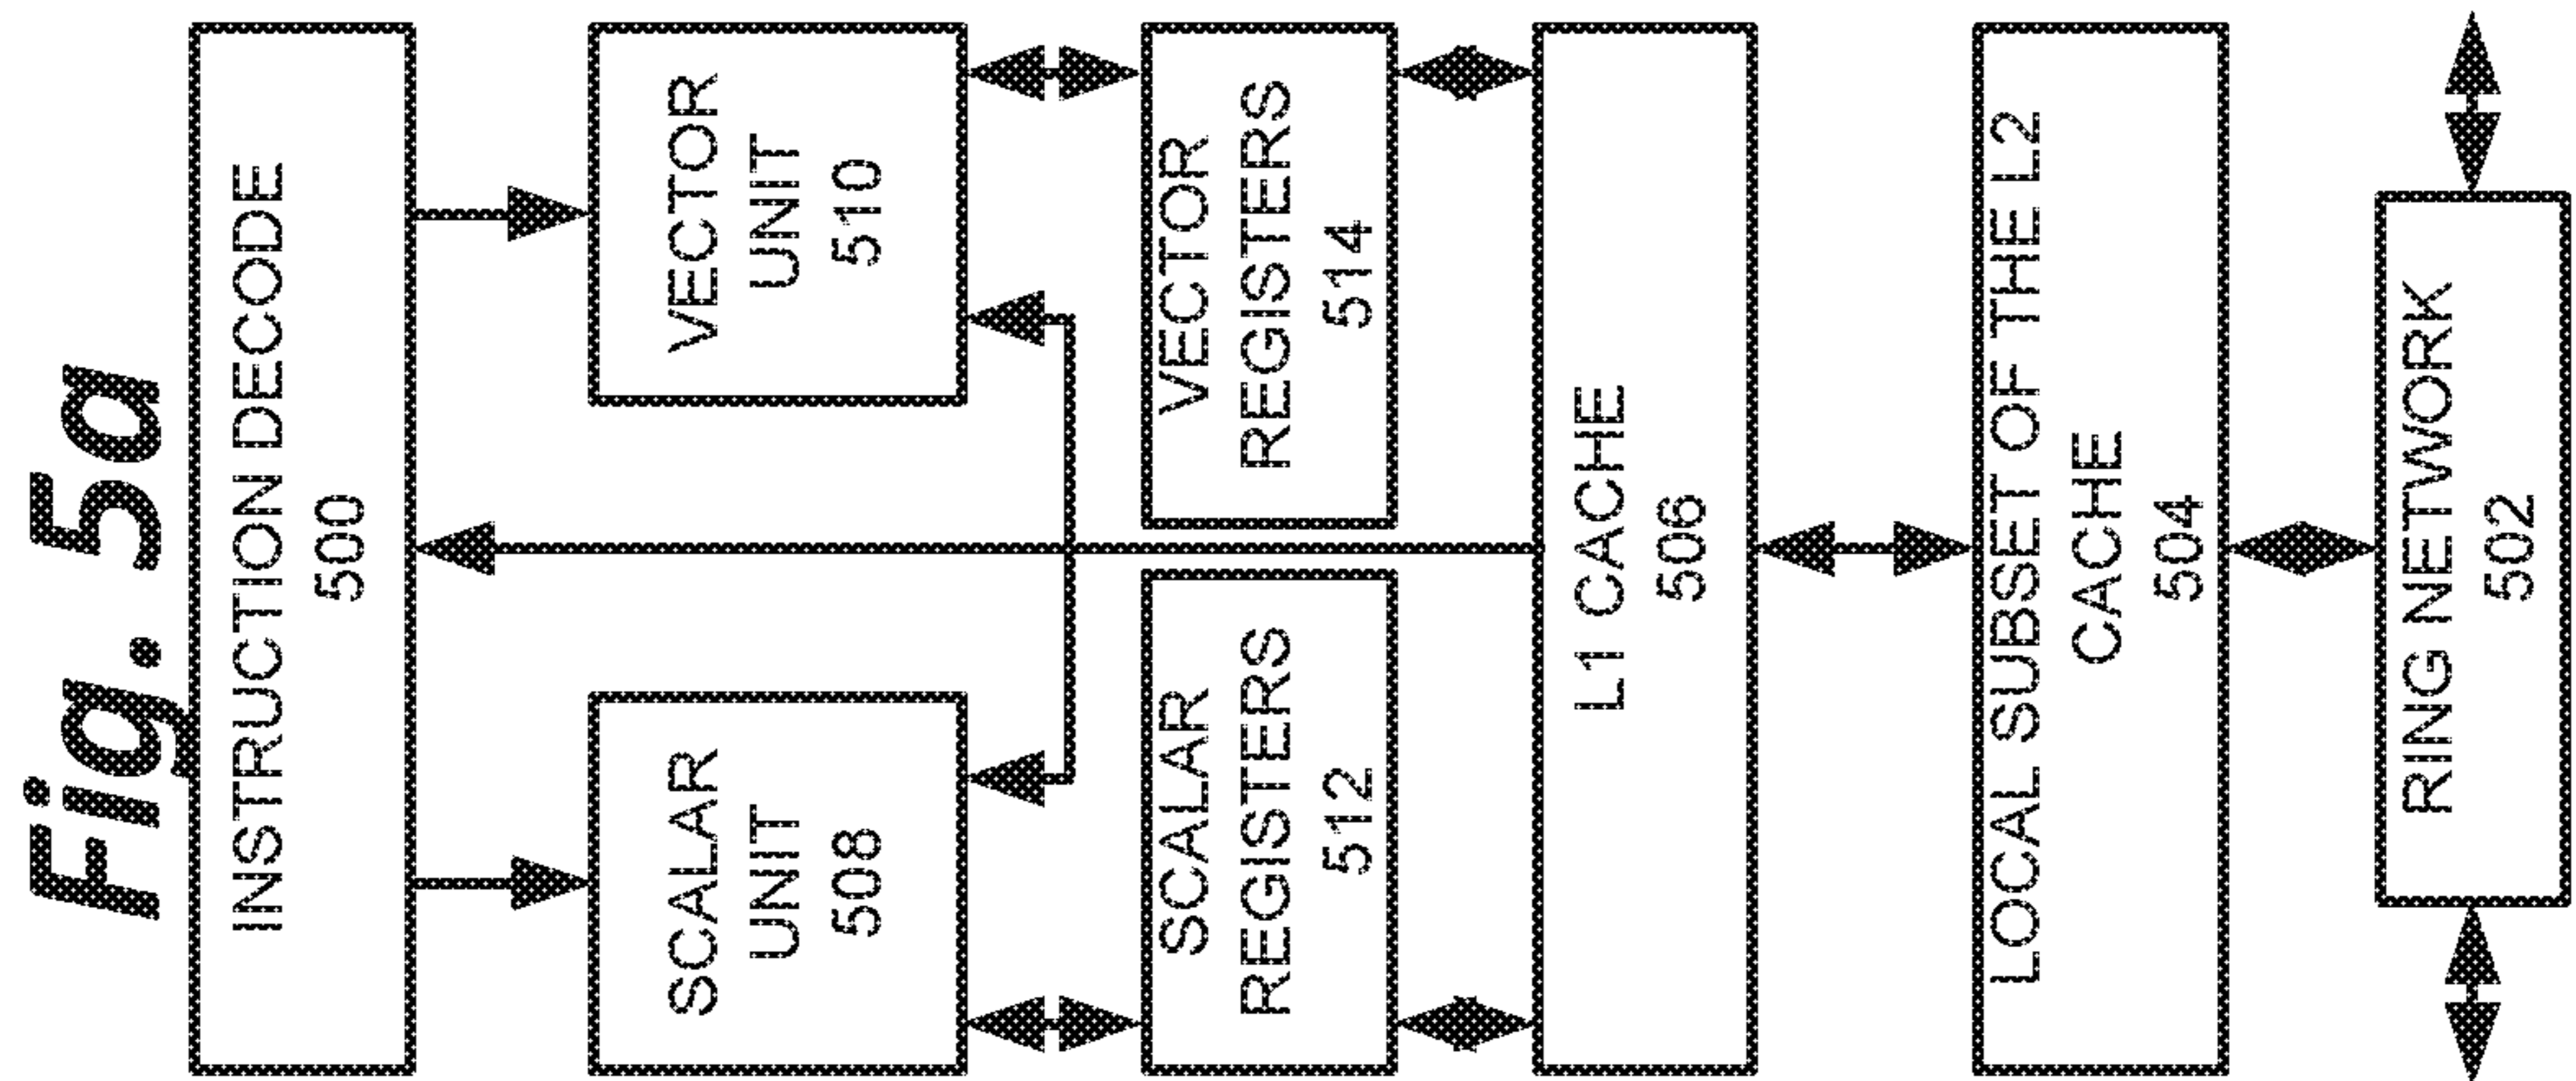 Fig. 5a
INSTRUCTION DECODE
500
SCALAR
UNIT
508
VECTOR
UNIT
510
SCALAR
REGISTERS
512
VECTOR
REGISTERS
514
L1 CACHE
506
LOCAL SUBSET OF THE L2
CACHE
504
RING NETWORK
502